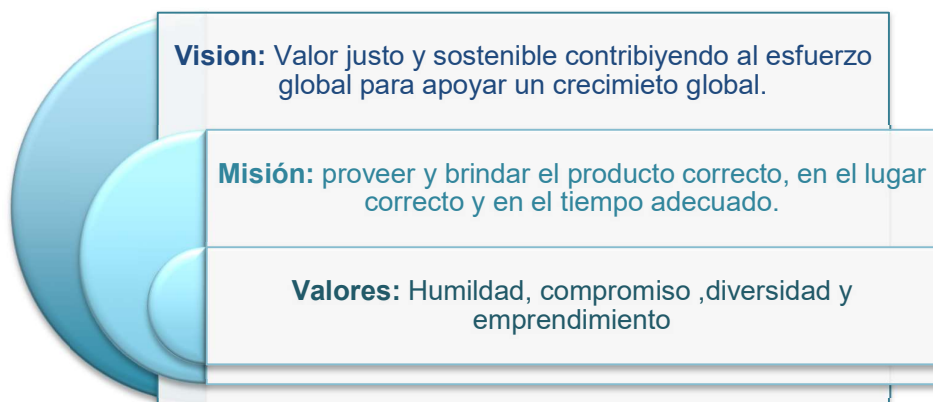 Vision: Valor justo y sostenible contribiyendo al esfuerzo
global para apoyar un crecimieto global.
Misión: proveer y brindar el producto correcto, en el lugar
correcto y en el tiempo adecuado.
Valores: Humildad, compromiso ,diversidad y
emprendimiento